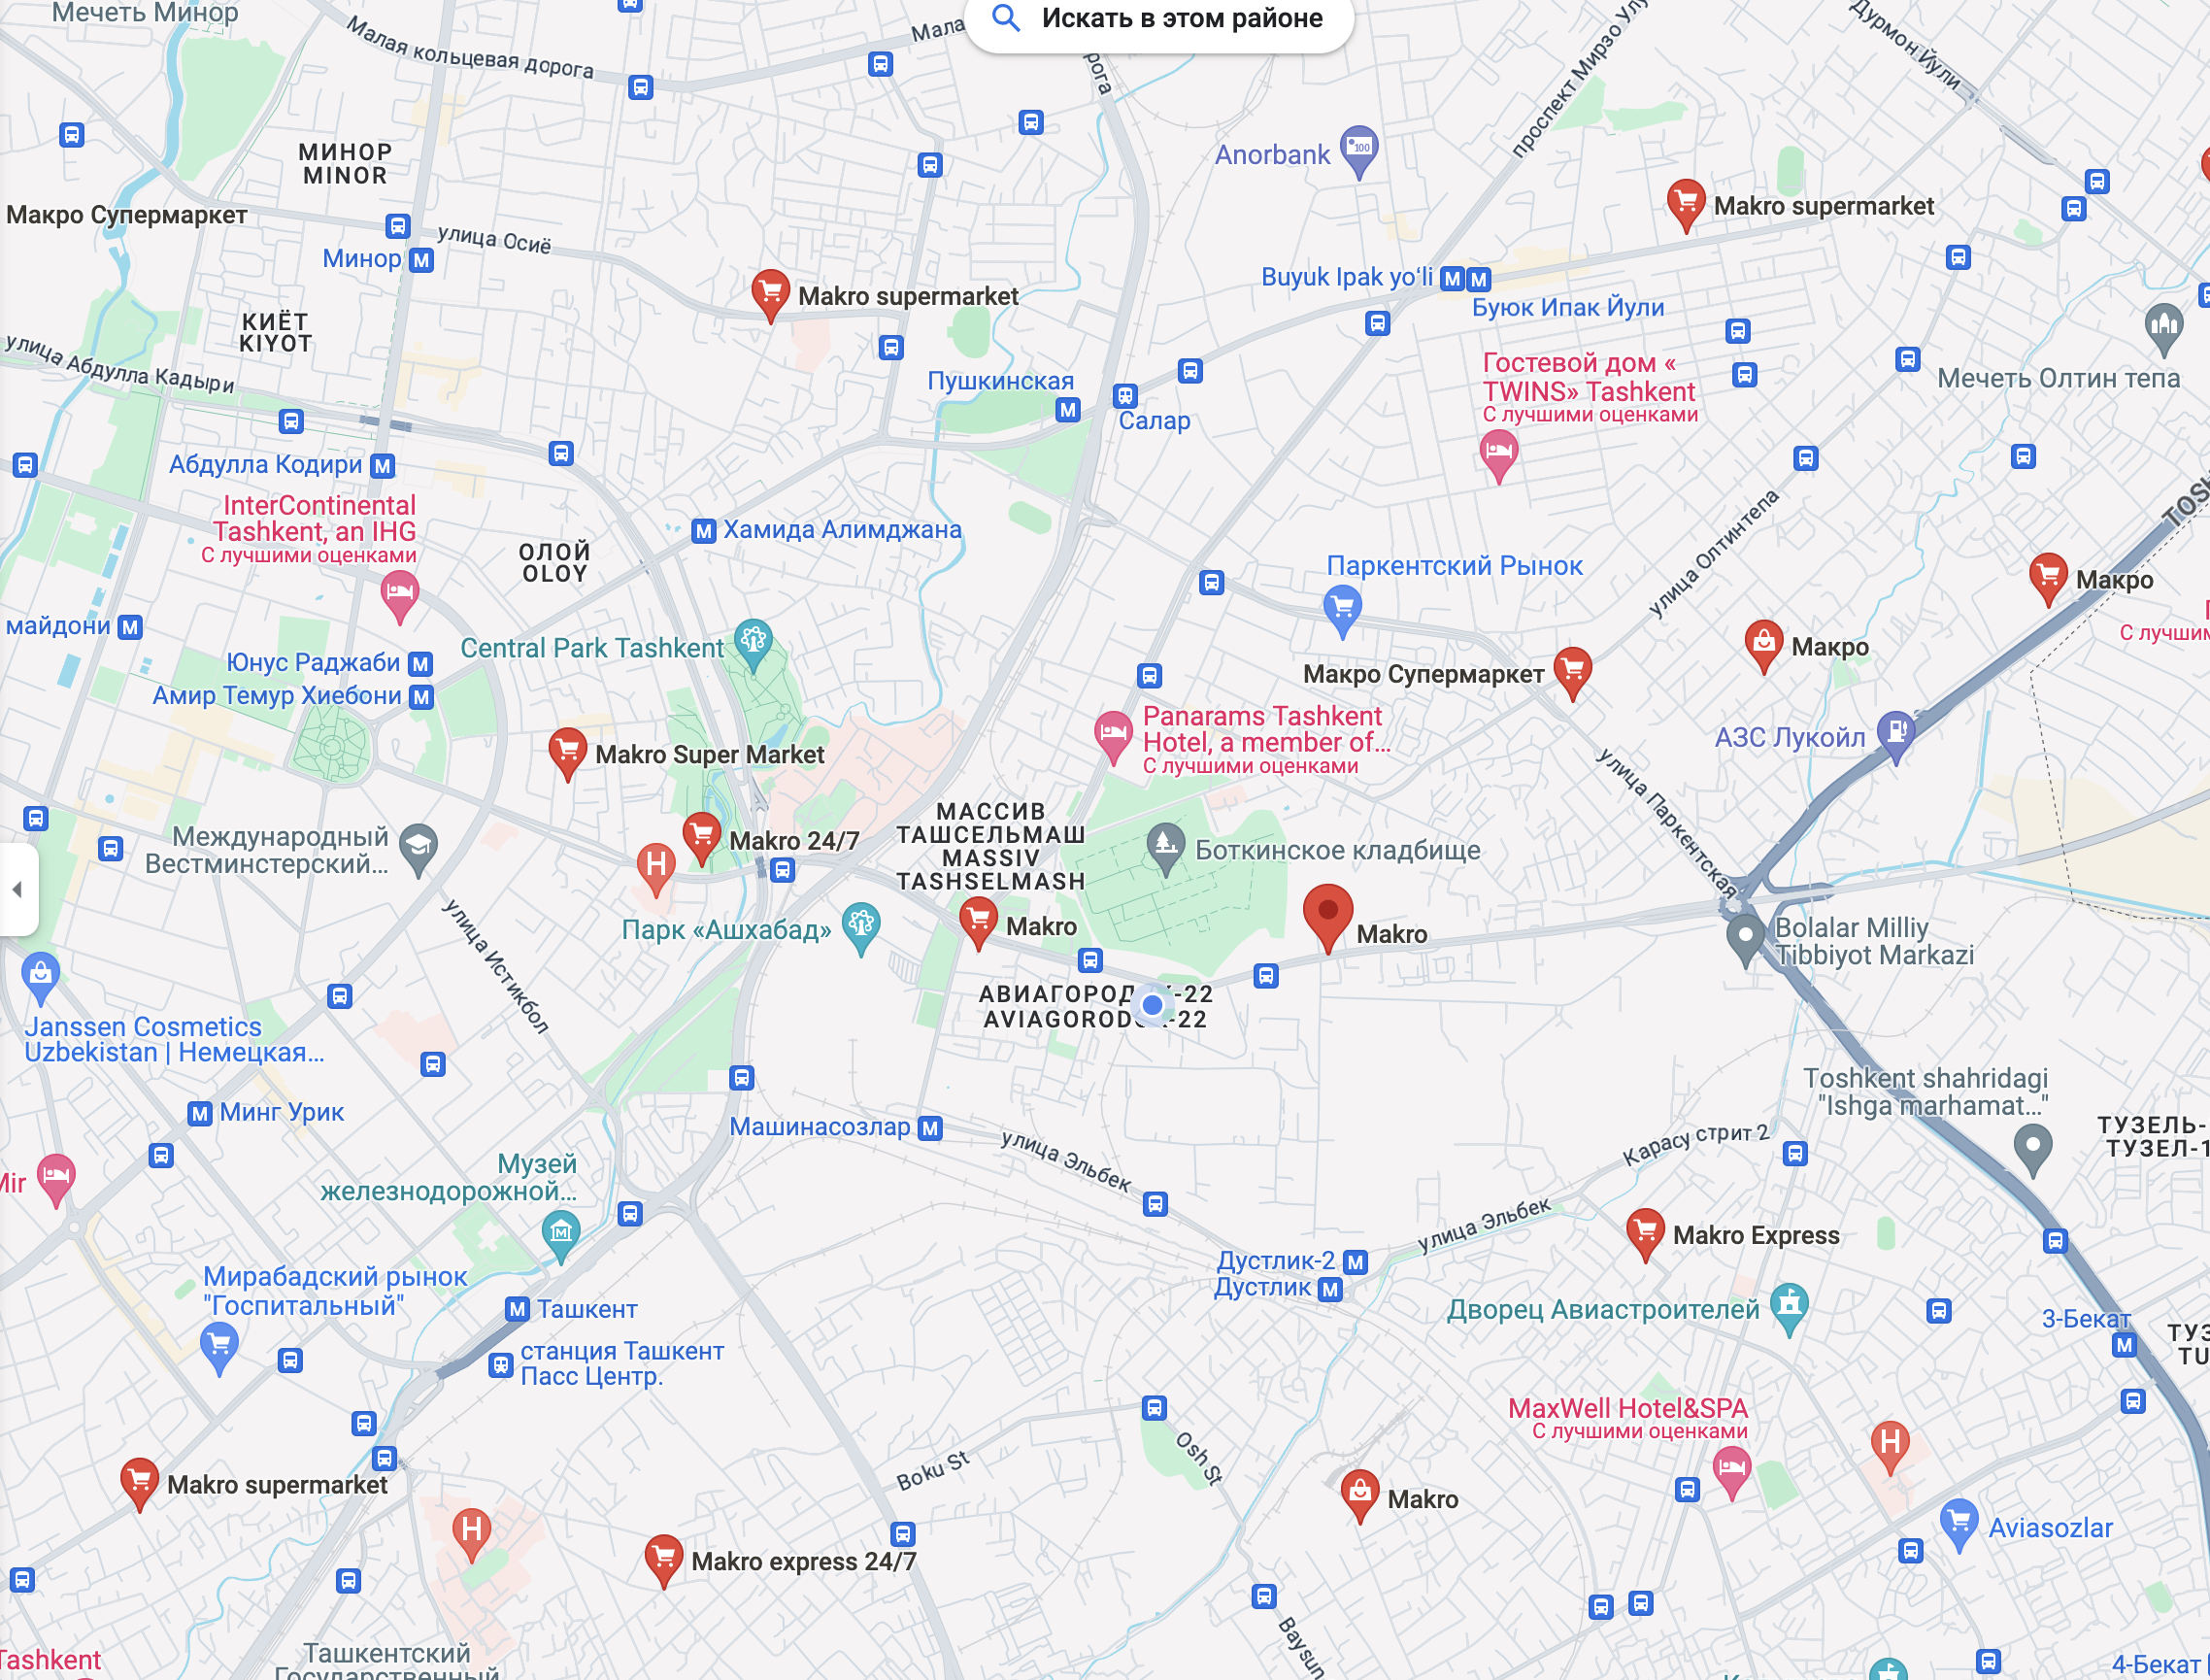 Мечеть Минор
Малая кольцевая дорога
Мала
Искать в этом районе
рога
проспект Мирзо Улу
Дурмон Йули
МИНОР
MINOR
Anorbank
Макро Супермаркет
Makro supermarket
Минор
улица Осиё
Makro supermarket
Buyuk Ipak yo‘li
Буюк Ипак Йули
КИЁТ
KIYOT
улица Абдулла Кадыри
Пушкинская
Салар
Гостевой дом «
TWINS» Tashkent
С лучшими оценками
Мечеть Олтин тепа
Абдулла Кодири
InterContinental
Tashkent, an IHG
С лучшими оценками
ОЛОЙ
OLOY
Хамида Алимджана
Паркентский Рынок
улица Олтинтепа
TOSH
Макро
С лучшим
майдони
Central Park Tashkent
Юнус Раджаби
Амир Темур Хиебони
Макро Супермаркет
Макро
Makro Super Market
Panarams Tashkent
Hotel, a member of...
С лучшими оценками
АЗС Лукойл
улица Паркентская
Международный
Вестминстерский...
Makro 24/7
МАССИВ
ТАШСЕЛЬМАШ
MASSIV
TASHSELMASH
Боткинское кладбище
улица Истикбол
Парк «Ашхабад»
Makro
Makro
Bolalar Milliy
Tibbiyot Markazi
Janssen Cosmetics
Uzbekistan | Немецкая...
Toshkent shahridagi
"Ishga marhamat..."
Минг Урик
Машинасозлар
улица Эльбек
Карасу стрит 2
ТУЗЕЛЬ-
ТУЗЕЛ-1
Mir
Музей
железнодорожной...
улица Эльбек
Makro Express
Дустлик-2
Дустлик
Мирабадский рынок
"Госпитальный"
Ташкент
станция Ташкент
Пасс Центр.
Дворец Авиастроителей
3-Бекат
ТУЗ
TU
MaxWell Hotel&SPA
С лучшими оценками
Boku St
Osh St
Makro supermarket
Makro
Aviasozlar
Makro express 24/7
Baysun
Ташкентский
Государственный
Tashkent
4-Бекат